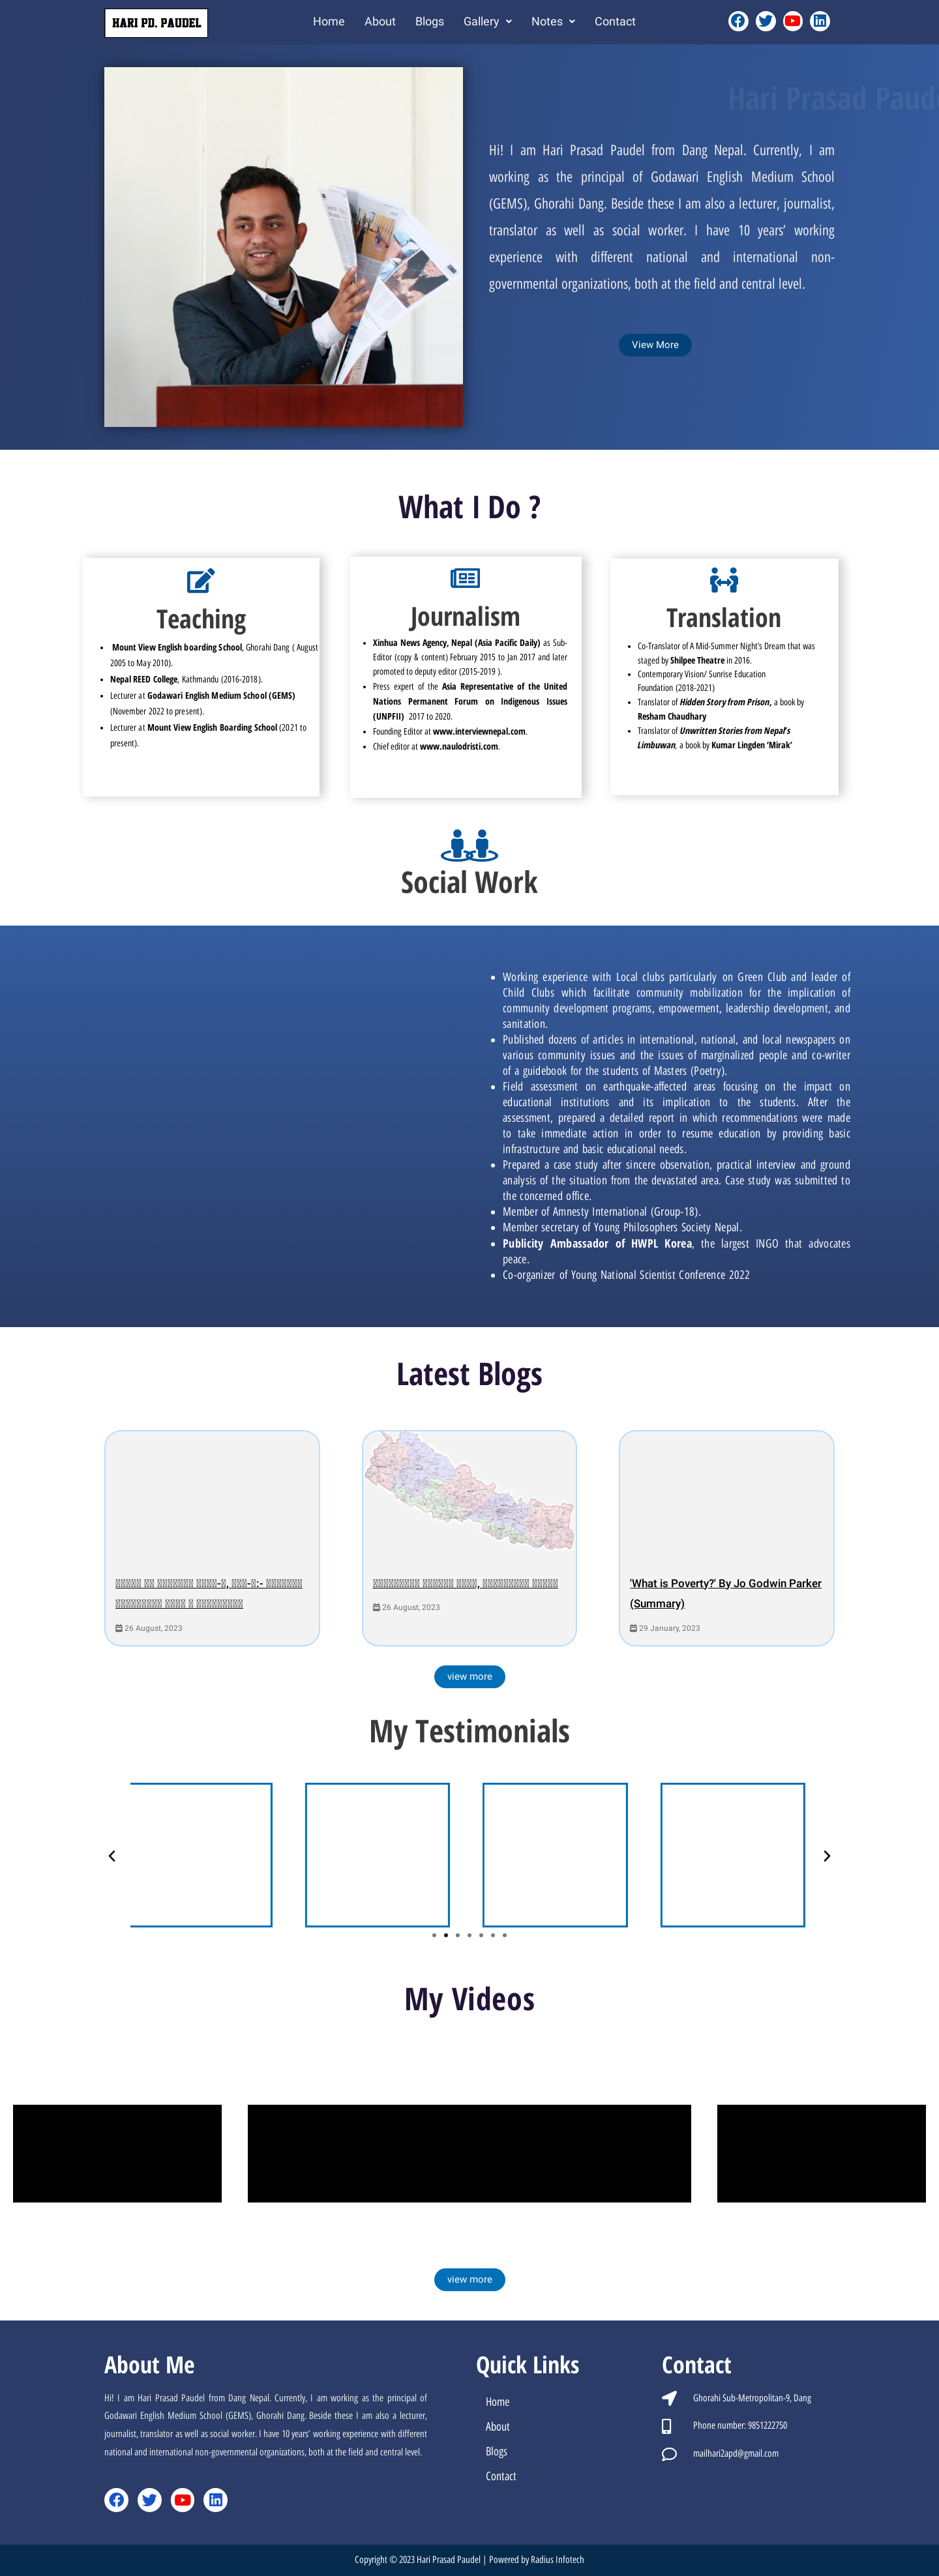 HARI PD. PAUDEL
Home About Blogs Gallery Notes Contact
Hari Prasad Paud
Hi! I am Hari Prasad Paudel from Dang Nepal. Currently, I am
working as the principal of Godawari English Medium School
(GEMS), Ghorahi Dang. Beside these I am also a lecturer, journalist,
translator as well as social worker. I have 10 years’ working
experience with different national and international non-
governmental organizations, both at the field and central level.
View More
What I Do ?
Teaching
Mount View English boarding School, Ghorahi Dang ( August
2005 to May 2010).
Nepal REED College, Kathmandu (2016-2018).
Lecturer at Godawari English Medium School (GEMS)
(November 2022 to present).
Lecturer at Mount View English Boarding School (2021 to
present).
Journalism
Xinhua News Agency, Nepal (Asia Pacific Daily) as Sub-
Editor (copy & content) February 2015 to Jan 2017 and later
promoted to deputy editor (2015-2019 ).
Press expert of the Asia Representative of the United
Nations Permanent Forum on Indigenous Issues
(UNPFII) 2017 to 2020.
Founding Editor at www.interviewnepal.com.
Chief editor at www.naulodristi.com.
Translation
Co-Translator of A Mid-Summer Night’s Dream that was
staged by Shilpee Theatre in 2016.
Contemporary Vision/ Sunrise Education
Foundation (2018-2021)
Translator of Hidden Story from Prison, a book by
Resham Chaudhary
Translator of Unwritten Stories from Nepal’s
Limbuwan, a book by Kumar Lingden ‘Mirak’
Social Work
Working experience with Local clubs particularly on Green Club and leader of
Child Clubs which facilitate community mobilization for the implication of
community development programs, empowerment, leadership development, and
sanitation.
Published dozens of articles in international, national, and local newspapers on
various community issues and the issues of marginalized people and co-writer
of a guidebook for the students of Masters (Poetry).
Field assessment on earthquake-affected areas focusing on the impact on
educational institutions and its implication to the students. After the
assessment, prepared a detailed report in which recommendations were made
to take immediate action in order to resume education by providing basic
infrastructure and basic educational needs.
Prepared a case study after sincere observation, practical interview and ground
analysis of the situation from the devastated area. Case study was submitted to
the concerned office.
Member of Amnesty International (Group-18).
Member secretary of Young Philosophers Society Nepal.
Publicity Ambassador of HWPL Korea, the largest INGO that advocates
peace.
Co-organizer of Young National Scientist Conference 2022
Latest Blogs
26 August, 2023
26 August, 2023
'What is Poverty?' By Jo Godwin Parker
(Summary)
29 January, 2023
view more
My Testimonials
My Videos
view more
About Me
Hi! I am Hari Prasad Paudel from Dang Nepal. Currently, I am working as the principal of
Godawari English Medium School (GEMS), Ghorahi Dang. Beside these I am also a lecturer,
journalist, translator as well as social worker. I have 10 years’ working experience with different
national and international non-governmental organizations, both at the field and central level.
Quick Links
Home
About
Blogs
Contact
Contact
Ghorahi Sub-Metropolitan-9, Dang
Phone number: 9851222750
mailhari2apd@gmail.com
Copyright © 2023 Hari Prasad Paudel | Powered by Radius Infotech